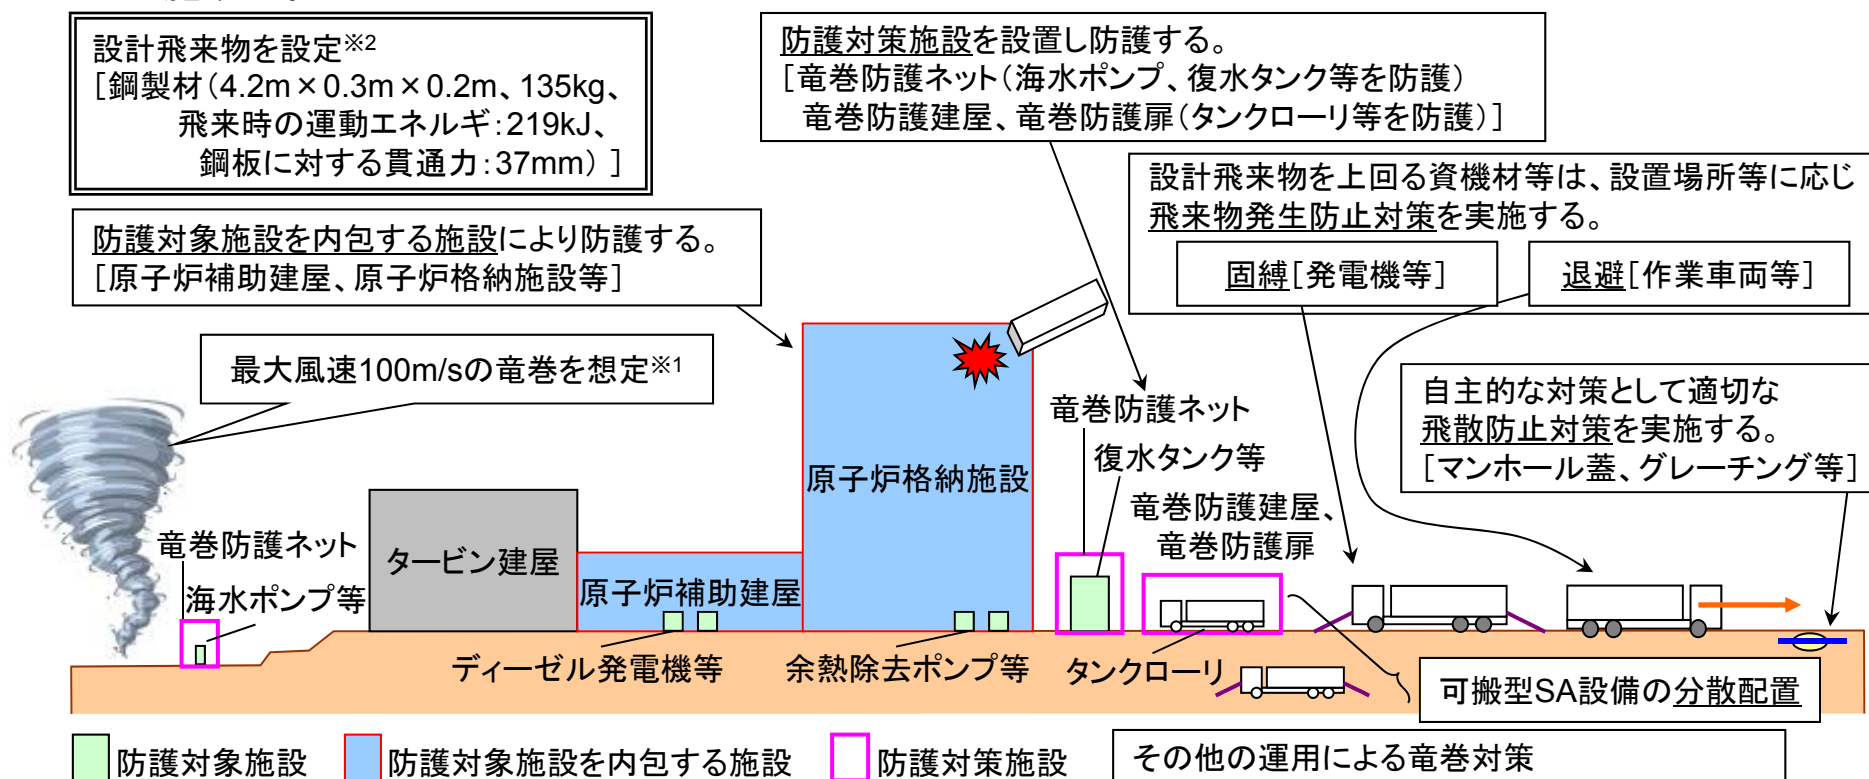 設計飛来物を設定※2
[鋼製材(4.2m×0.3m×0.2m、135kg、
飛来時の運動エネルギ:219kJ、
鋼板に対する貫通力:37mm)]
防護対策施設を設置し防護する。
[竜巻防護ネット(海水ポンプ、復水タンク等を防護)
竜巻防護建屋、竜巻防護扉(タンクローリ等を防護)]
設計飛来物を上回る資機材等は、設置場所等に応じ
飛来物発生防止対策を実施する。
固縛[発電機等]
退避[作業車両等]
防護対象施設を内包する施設により防護する。
[原子炉補助建屋、原子炉格納施設等]
最大風速100m/sの竜巻を想定※1
自主的な対策として適切な
飛散防止対策を実施する。
[マンホール蓋、グレーチング等]
竜巻防護ネット
復水タンク等
竜巻防護建屋、
竜巻防護扉
原子炉格納施設
タービン建屋
原子炉補助建屋
竜巻防護ネット
海水ポンプ等
ディーゼル発電機等
余熱除去ポンプ等
タンクローリ
可搬型SA設備の分散配置
防護対象施設
防護対象施設を内包する施設
防護対策施設
その他の運用による竜巻対策